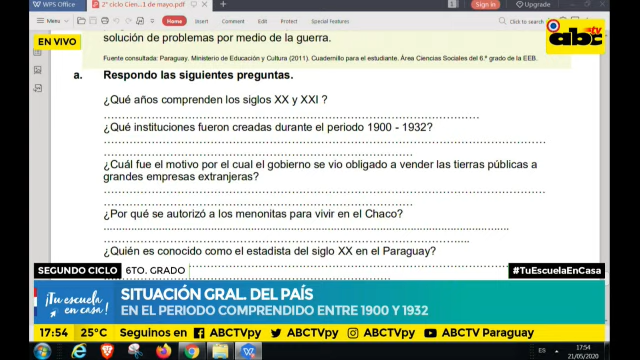 WPS Office
2° ciclo Cien...1 de mayo.pdf
Sign in
Upgrade
Menu
Insert
Comment
Edit
Page
Protect
Special Features
Click to search
EN VIVO
abc tv
solución de problemas por medio de la guerra.
Fuente consultada: Paraguay. Ministerio de Educación y Cultura (2011). Cuadernillo para el estudiante. Área Ciencias Sociales del 6.º grado de la EEB.
a. Respondo las siguientes preguntas.
¿Qué años comprenden los siglos XX y XXI ?
¿Qué instituciones fueron creadas durante el periodo 1900 - 1932?
¿Cuál fue el motivo por el cual el gobierno se vio obligado a vender las tierras públicas a
grandes empresas extranjeras?
¿Por qué se autorizó a los menonitas para vivir en el Chaco?
¿Quién es conocido como el estadista del siglo XX en el Paraguay?
SEGUNDO CICLO 6TO. GRADO
#TuEscuelaEnCasa
¡Tu escuela
en casa!
SITUACIÓN GRAL. DEL PAÍS
EN EL PERIODO COMPRENDIDO ENTRE 1900 Y 1932
17:54 25°C Seguinos en ABCTVpy ABCTVpy ABCTVpy ABCTV Paraguay
ES
17:54
21/05/2020